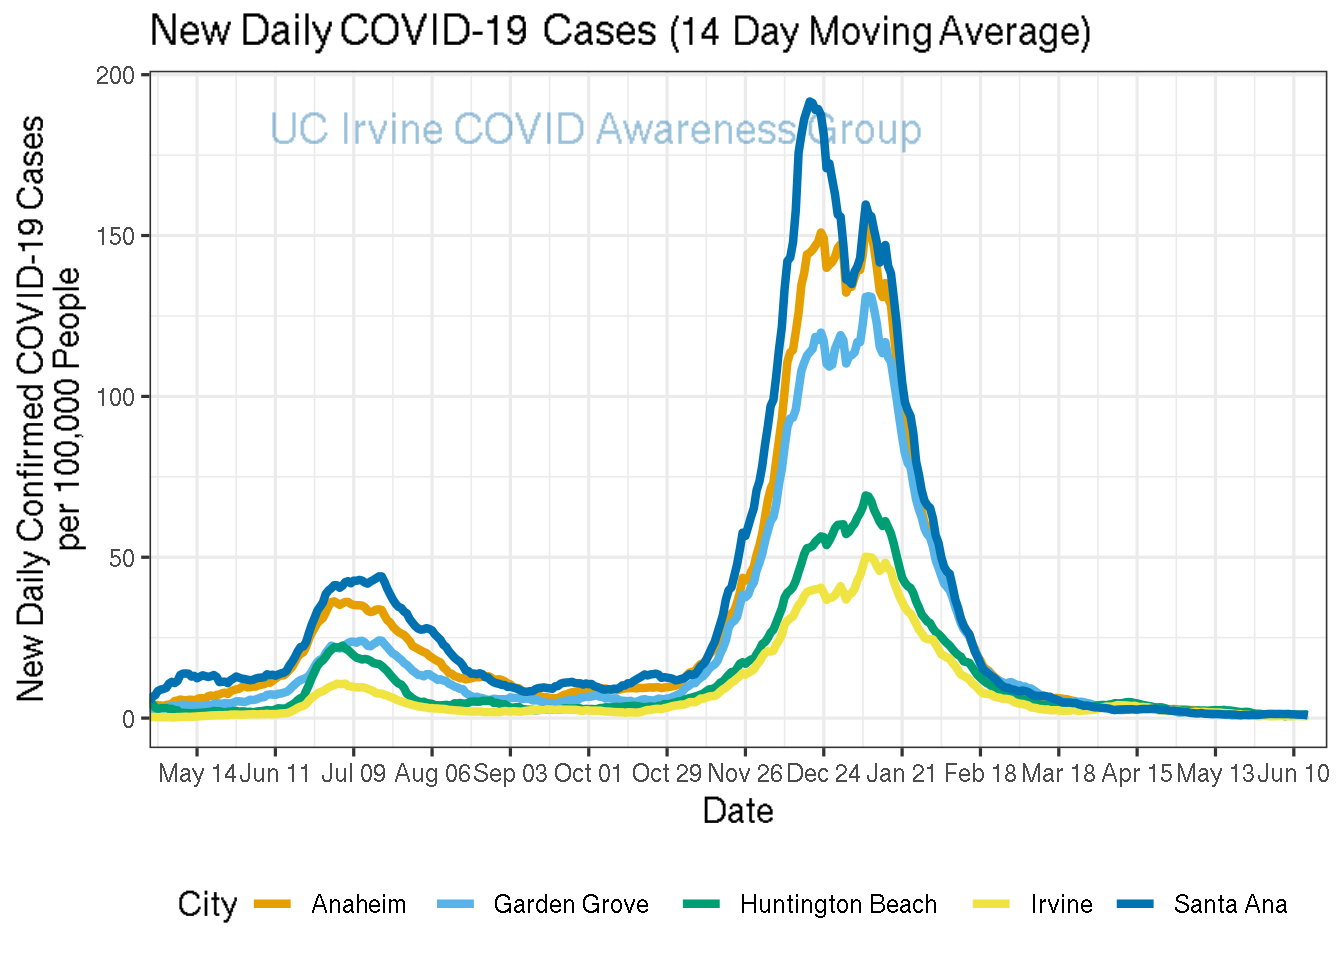 New Daily COVID-19 Cases (14 Day Moving Average)
UC Irvine COVID Awareness Group
New Daily Confirmed COVID-19 Cases
per 100,000 People
200
150
100
50
0
May 14 Jun 11 Jul 09 Aug 06 Sep 03 Oct 01 Oct 29 Nov 26 Dec 24 Jan 21 Feb 18 Mar 18 Apr 15 May 13 Jun 10
Date
City Anaheim Garden Grove Huntington Beach Irvine Santa Ana